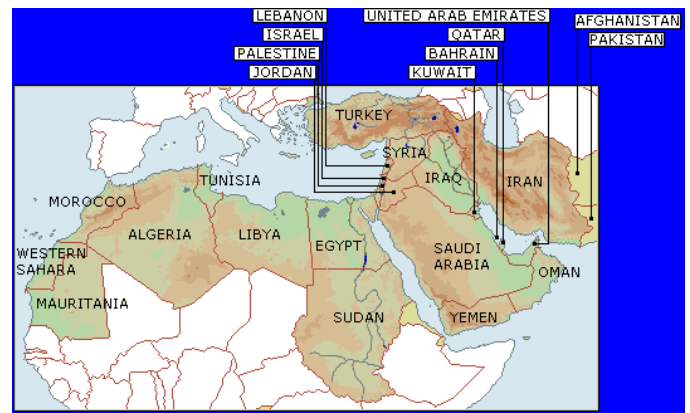 LEBANON
UNITED ARAB EMIRATES
AFGHANISTAN
ISRAEL
QATAR
PAKISTAN
PALESTINE
BAHRAIN
JORDAN
KUWAIT
TURKEY
SYRIA
TUNISIA
IRAQ
IRAN
MOROCCO
ALGERIA
LIBYA
EGYPT
SAUDI
ARABIA
WESTERN
SAHARA
OMAN
MAURITANIA
SUDAN
YEMEN